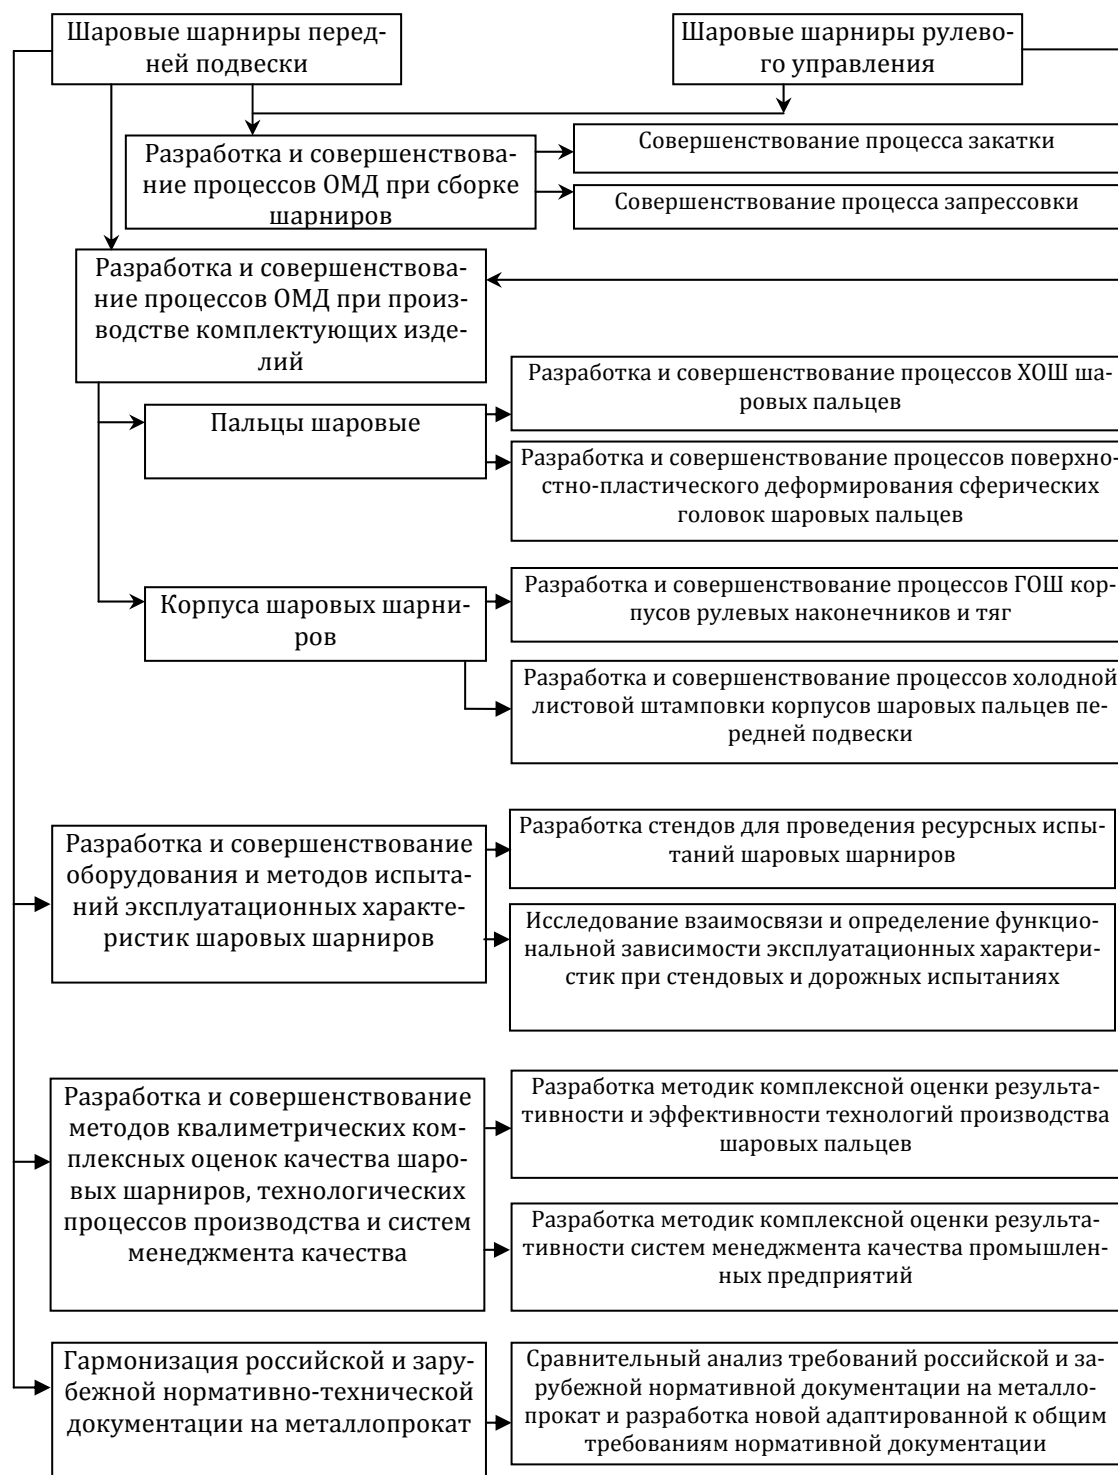 Шаровые шарниры перед-
ней подвески
Шаровые шарниры рулево-
го управления
Разработка и совершенствова-
ние процессов ОМД при сборке
шарниров
Совершенствование процесса закатки
Совершенствование процесса запрессовки
Разработка и совершенствова-
ние процессов ОМД при произ-
водстве комплектующих изде-
лий
Пальцы шаровые
Разработка и совершенствование процессов ХОШ ша-
ровых пальцев
Разработка и совершенствование процессов поверхно-
стно-пластического деформирования сферических
головок шаровых пальцев
Корпуса шаровых шарни-
ров
Разработка и совершенствование процессов ГОШ кор-
пусов рулевых наконечников и тяг
Разработка и совершенствование процессов холодной
листовой штамповки корпусов шаровых пальцев пе-
редней подвески
Разработка и совершенствование
оборудования и методов испыта-
ний эксплуатационных характе-
ристик шаровых шарниров
Разработка стендов для проведения ресурсных испы-
таний шаровых шарниров
Исследование взаимосвязи и определение функцио-
нальной зависимости эксплуатационных характери-
стик при стендовых и дорожных испытаниях
Разработка и совершенствование
методов квалиметрических ком-
плексных оценок качества шаро-
вых шарниров, технологических
процессов производства и систем
менеджмента качества
Разработка методик комплексной оценки результа-
тивности и эффективности технологий производства
шаровых пальцев
Разработка методик комплексной оценки результа-
тивности систем менеджмента качества промышлен-
ных предприятий
Гармонизация российской и зару-
бежной нормативно-технической
документации на металлопрокат
Сравнительный анализ требований российской и за-
рубежной нормативной документации на металло-
прокат и разработка новой адаптированной к общим
требованиям нормативной документации